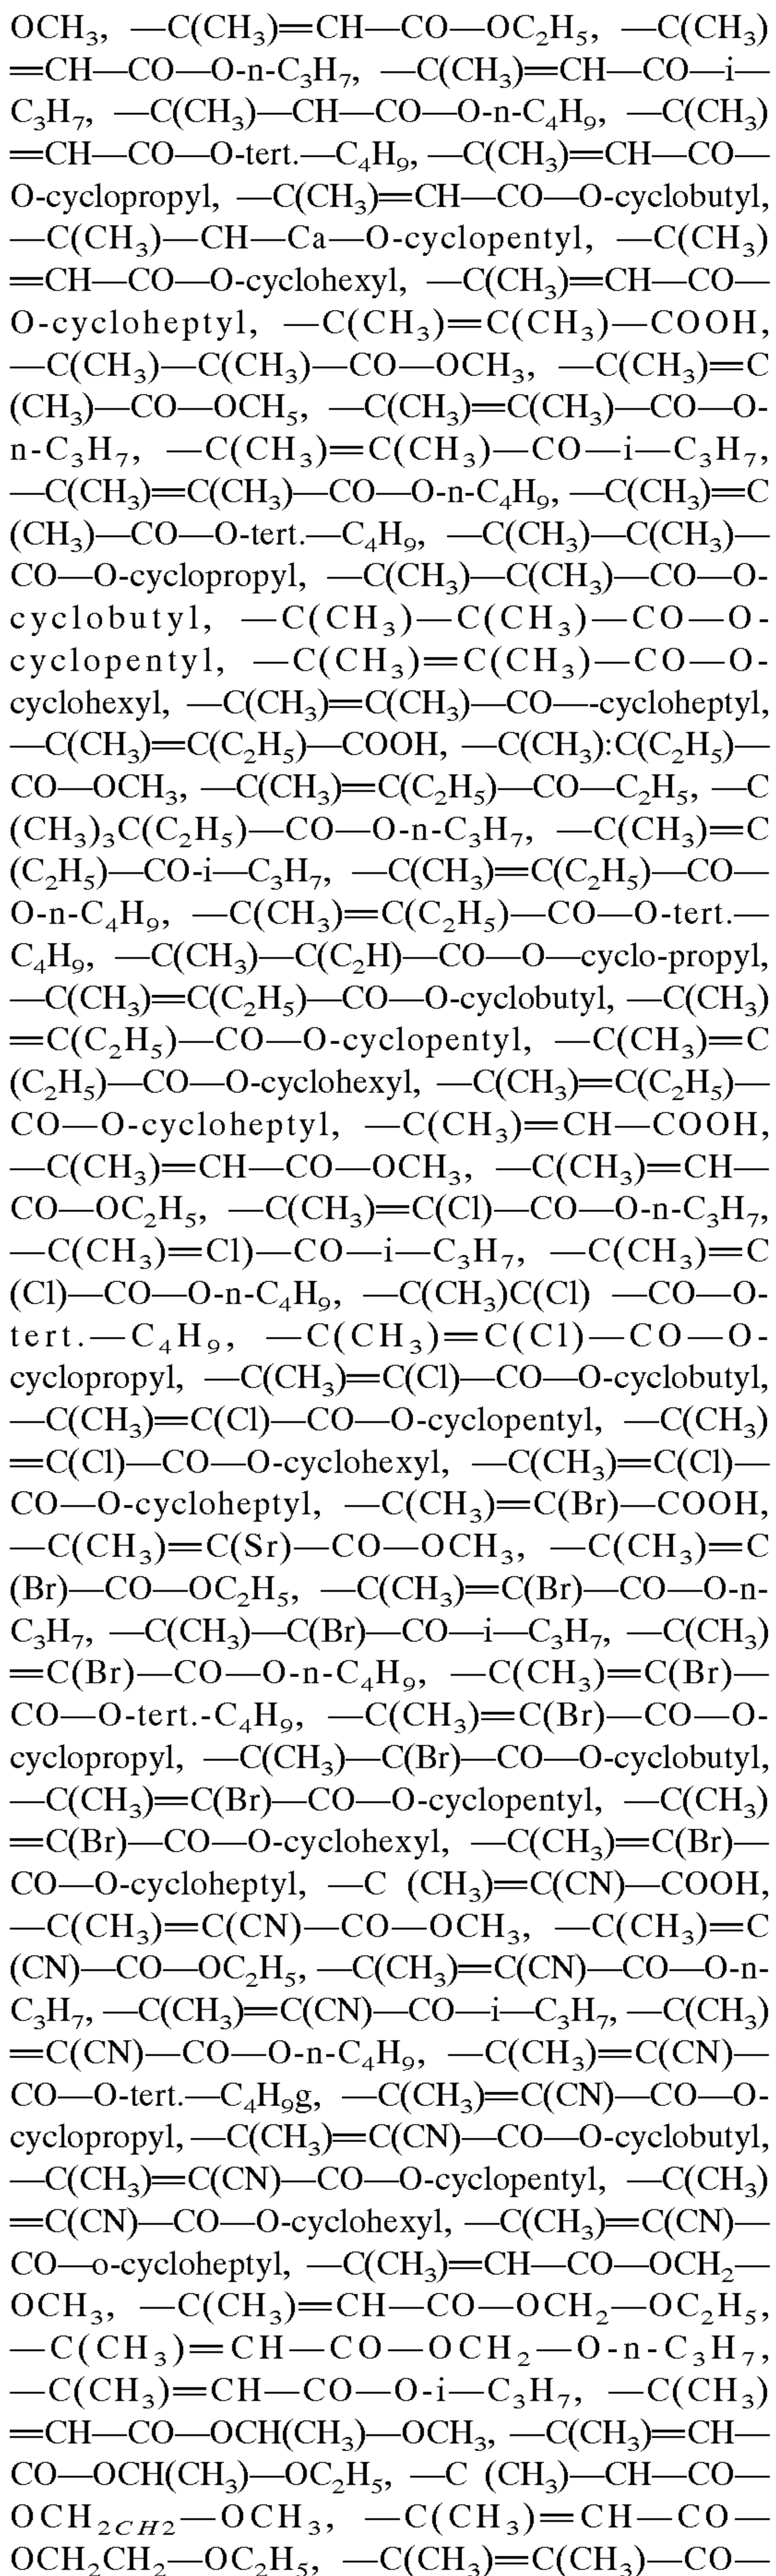 OCH₃, —C(CH₃)=CH—CO—OC₂H₅, —C(CH₃)
=CH—CO—O-n-C₃H₇, —C(CH₃)=CH—CO—i—
C₃H₇, —C(CH₃)—CH—CO—O-n-C₄H₉, —C(CH₃)
=CH—CO—O-tert.—C₄H₉, —C(CH₃)=CH—CO—
O-cyclopropyl, —C(CH₃)=CH—CO—O-cyclobutyl,
—C(CH₃)—CH—Ca—O-cyclopentyl, —C(CH₃)
=CH—CO—O-cyclohexyl, —C(CH₃)=CH—CO—
O-cycloheptyl, —C(CH₃)=C(CH₃)—COOH,
—C(CH₃)—C(CH₃)—CO—OCH₃, —C(CH₃)=C
(CH₃)—CO—OCH₅, —C(CH₃)=C(CH₃)—CO—O-
n-C₃H₇, —C(CH₃)=C(CH₃)—CO—i—C₃H₇,
—C(CH₃)=C(CH₃)—CO—O-n-C₄H₉, —C(CH₃)=C
(CH₃)—CO—O-tert.—C₄H₉, —C(CH₃)—C(CH₃)—
CO—O-cyclopropyl, —C(CH₃)—C(CH₃)—CO—O-
cyclobutyl, —C(CH₃)—C(CH₃)—CO—O-
cyclopentyl, —C(CH₃)=C(CH₃)—CO—O-
cyclohexyl, —C(CH₃)=C(CH₃)—CO—-cycloheptyl,
—C(CH₃)=C(C₂H₅)—COOH, —C(CH₃):C(C₂H₅)—
CO—OCH₃, —C(CH₃)=C(C₂H₅)—CO—C₂H₅, —C
(CH₃)₃C(C₂H₅)—CO—O-n-C₃H₇, —C(CH₃)=C
(C₂H₅)—CO-i—C₃H₇, —C(CH₃)=C(C₂H₅)—CO—
O-n-C₄H₉, —C(CH₃)=C(C₂H₅)—CO—O-tert.—
C₄H₉, —C(CH₃)—C(C₂H)—CO—O—cyclo-propyl,
—C(CH₃)=C(C₂H₅)—CO—O-cyclobutyl, —C(CH₃)
=C(C₂H₅)—CO—O-cyclopentyl, —C(CH₃)=C
(C₂H₅)—CO—O-cyclohexyl, —C(CH₃)=C(C₂H₅)—
CO—O-cycloheptyl, —C(CH₃)=CH—COOH,
—C(CH₃)=CH—CO—OCH₃, —C(CH₃)=CH—
CO—OC₂H₅, —C(CH₃)=C(Cl)—CO—O-n-C₃H₇,
—C(CH₃)=Cl)—CO—i—C₃H₇, —C(CH₃)=C
(Cl)—CO—O-n-C₄H₉, —C(CH₃)C(Cl) —CO—O-
tert.—C₄H₉, —C(CH₃)=C(Cl)—CO—O-
cyclopropyl, —C(CH₃)=C(Cl)—CO—O-cyclobutyl,
—C(CH₃)=C(Cl)—CO—O-cyclopentyl, —C(CH₃)
=C(Cl)—CO—O-cyclohexyl, —C(CH₃)=C(Cl)—
CO—O-cycloheptyl, —C(CH₃)=C(Br)—COOH,
—C(CH₃)=C(Sr)—CO—OCH₃, —C(CH₃)=C
(Br)—CO—OC₂H₅, —C(CH₃)=C(Br)—CO—O-n-
C₃H₇, —C(CH₃)—C(Br)—CO—i—C₃H₇, —C(CH₃)
=C(Br)—CO—O-n-C₄H₉, —C(CH₃)=C(Br)—
CO—O-tert.-C₄H₉, —C(CH₃)=C(Br)—CO—O-
cyclopropyl, —C(CH₃)—C(Br)—CO—O-cyclobutyl,
—C(CH₃)=C(Br)—CO—O-cyclopentyl, —C(CH₃)
=C(Br)—CO—O-cyclohexyl, —C(CH₃)=C(Br)—
CO—O-cycloheptyl, —C (CH₃)=C(CN)—COOH,
—C(CH₃)=C(CN)—CO—OCH₃, —C(CH₃)=C
(CN)—CO—OC₂H₅, —C(CH₃)=C(CN)—CO—O-n-
C₃H₇, —C(CH₃)=C(CN)—CO—i—C₃H₇, —C(CH₃)
=C(CN)—CO—O-n-C₄H₉, —C(CH₃)=C(CN)—
CO—O-tert.—C₄H₉g, —C(CH₃)=C(CN)—CO—O-
cyclopropyl, —C(CH₃)=C(CN)—CO—O-cyclobutyl,
—C(CH₃)=C(CN)—CO—O-cyclopentyl, —C(CH₃)
=C(CN)—CO—O-cyclohexyl, —C(CH₃)=C(CN)—
CO—o-cycloheptyl, —C(CH₃)=CH—CO—OCH₂—
OCH₃, —C(CH₃)=CH—CO—OCH₂—OC₂H₅,
—C(CH₃)=CH—CO—OCH₂—O-n-C₃H₇,
—C(CH₃)=CH—CO—O-i—C₃H₇, —C(CH₃)
=CH—CO—OCH(CH₃)—OCH₃, —C(CH₃)=CH—
CO—OCH(CH₃)—OC₂H₅, —C (CH₃)—CH—CO—
OCH₂CH2—OCH₃, —C(CH₃)=CH—CO—
OCH₂CH₂—OC₂H₅, —C(CH₃)=C(CH₃)—CO—